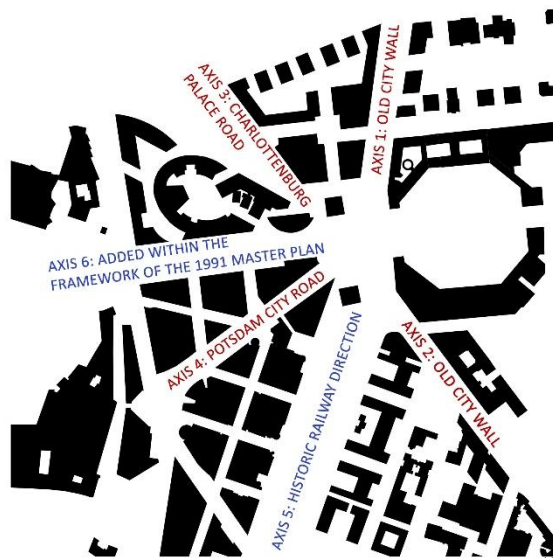 AXIS 1: OLD CITY WALL
AXIS 3: CHARLOTTENBURG
PALACE ROAD
AXIS 6: ADDED WITHIN THE
FRAMEWORK OF THE 1991 MASTER PLAN
AXIS 4: POTSDAM CITY ROAD
AXIS 5: HISTORIC RAILWAY DIRECTION
AXIS 2: OLD CITY WALL